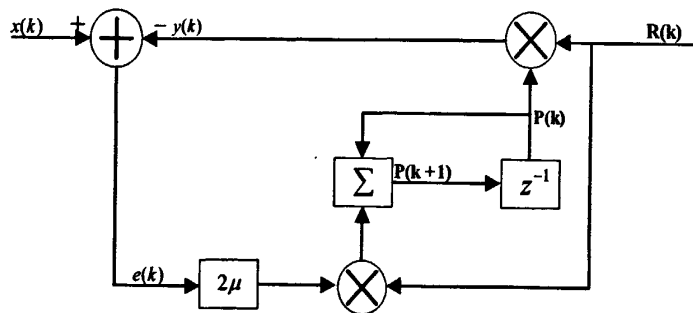 x(k) + − y(k) R(k)
P(k)
Σ P(k + 1) z⁻¹
e(k) 2μ